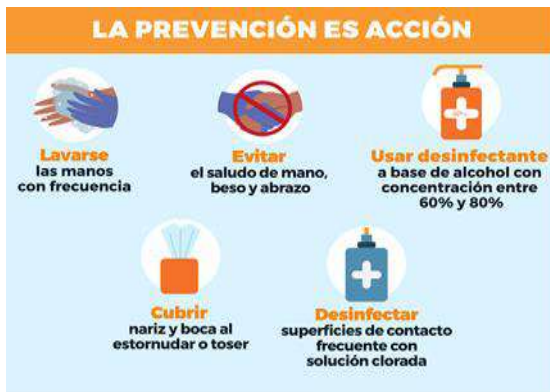 LA PREVENCIÓN ES ACCIÓN
Lavarse
las manos
con frecuencia
Evitar
el saludo de mano,
beso y abrazo
Usar desinfectante
a base de alcohol con
concentración entre
60% y 80%
Cubrir
nariz y boca al
estornudar o toser
Desinfectar
superficies de contacto
frecuente con
solución clorada